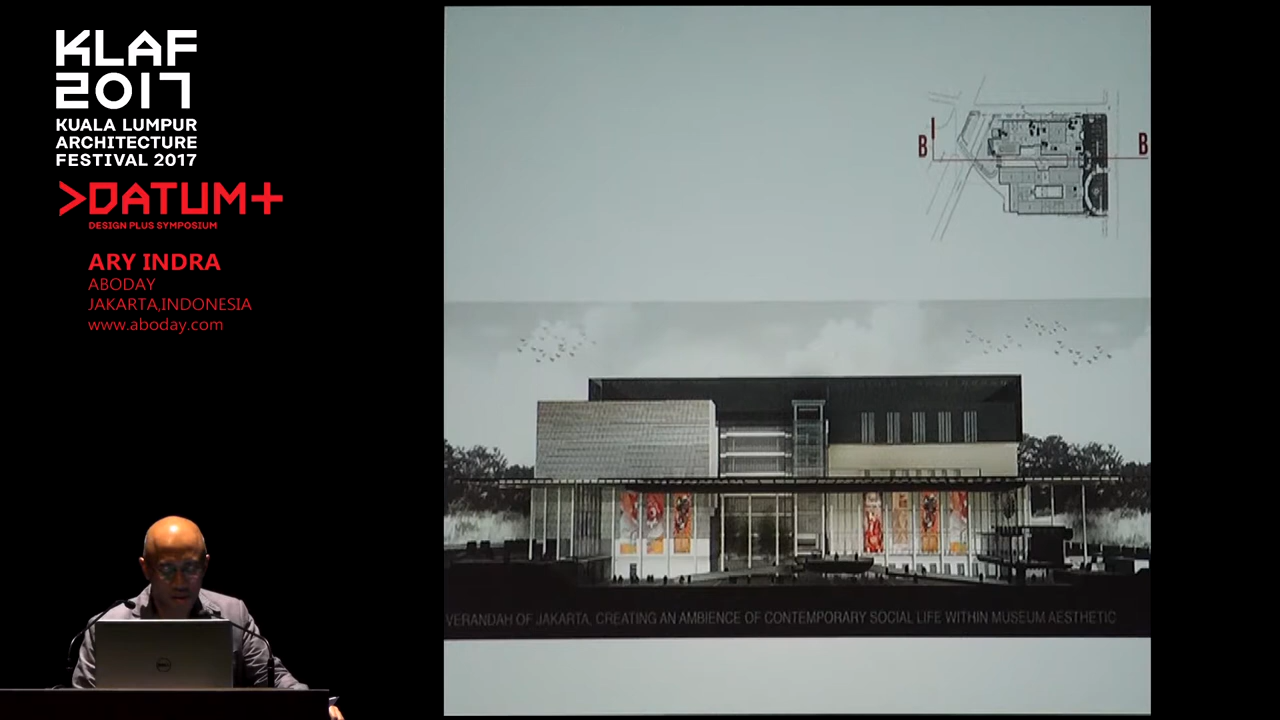 KLAF
2017
KUALA LUMPUR
ARCHITECTURE
FESTIVAL 2017
>DATUM+
DESIGN PLUS SYMPOSIUM
ARY INDRA
ABODAY
JAKARTA,INDONESIA
www.aboday.com
B B
VERANDAH OF JAKARTA, CREATING AN AMBIENCE OF CONTEMPORARY SOCIAL LIFE WITHIN MUSEUM AESTHETIC
DELL